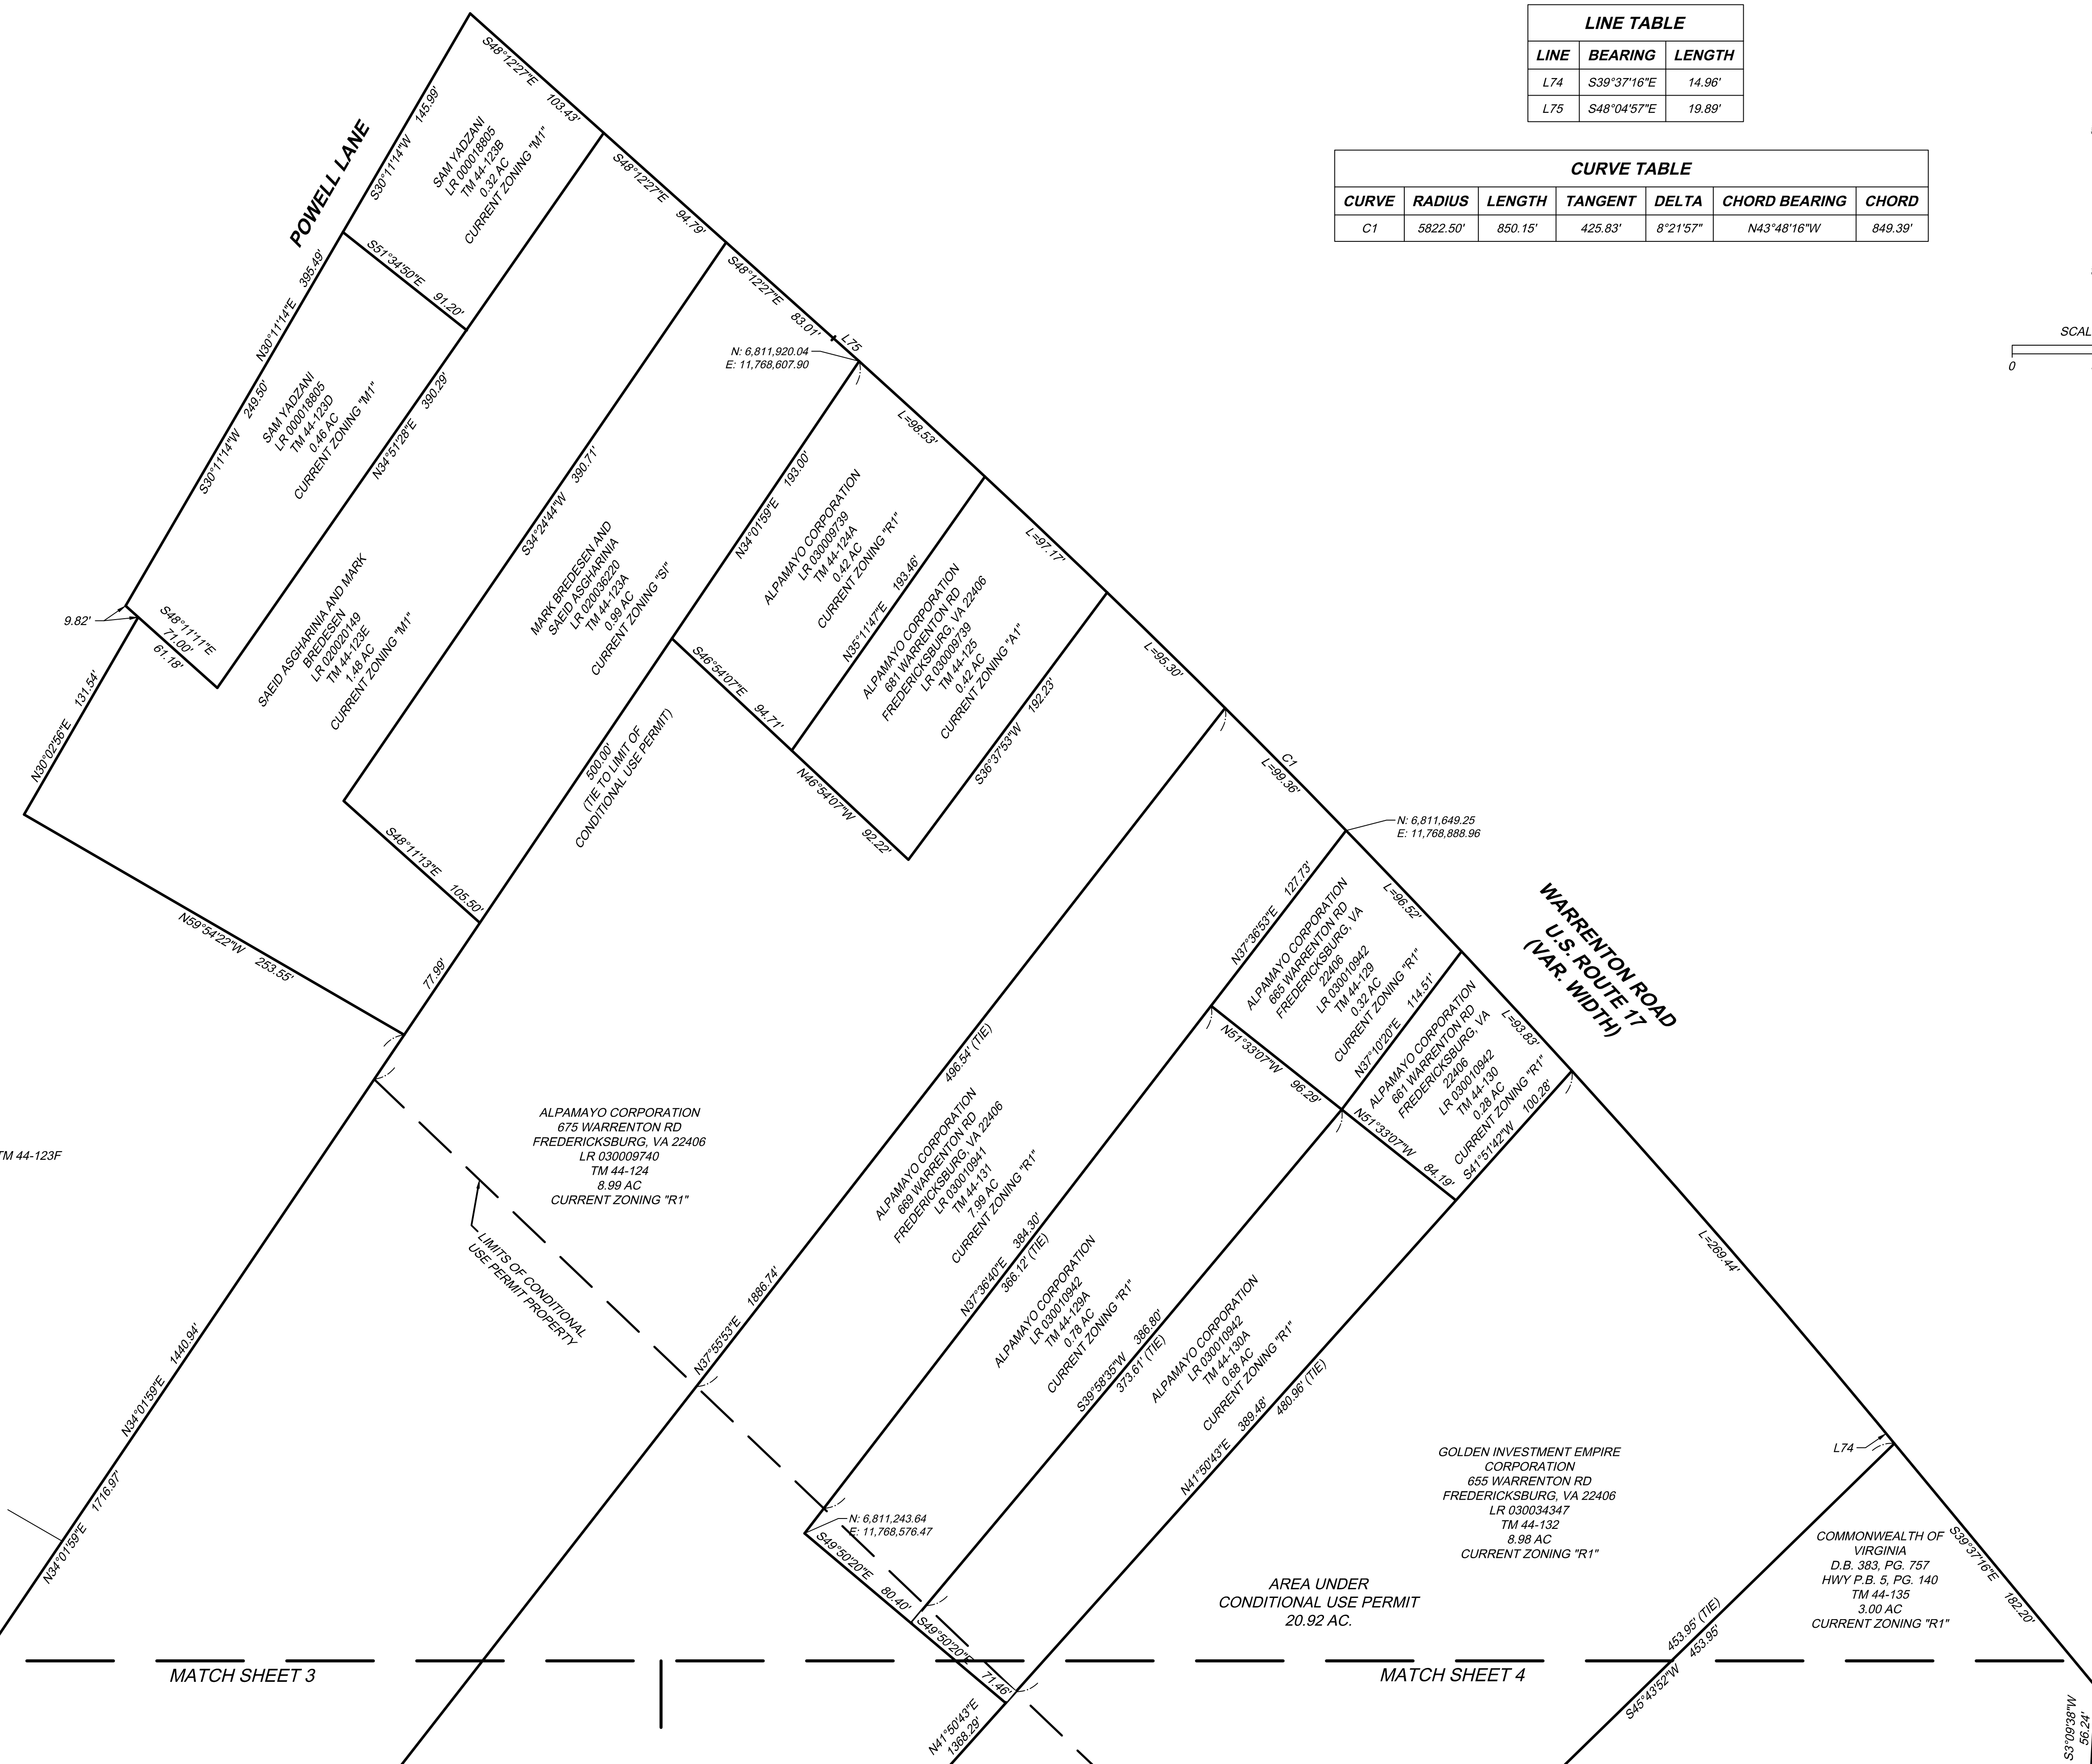 LINE TABLE
LINE BEARING LENGTH
L74 S39°37'16"E 14.96'
L75 S48°04'57"E 19.89'
CURVE TABLE
CURVE RADIUS LENGTH TANGENT DELTA CHORD BEARING CHORD
C1 5822.50' 850.15' 425.83' 8°21'57" N43°48'16"W 849.39'
SCAL
0
POWELL LANE
S48°12'27"E 103.43'
S30°11'14"W 145.99'
SAM YADZANI
LR 000018805
TM 44-123B
0.32 AC
CURRENT ZONING "M1"
S48°12'27"E 94.79'
S51°34'50"E 91.20'
N30°11'14"E 395.49'
S30°11'14"W 249.50'
SAM YADZANI
LR 000018805
TM 44-123D
0.46 AC
CURRENT ZONING "M1"
N34°51'28"E 390.29'
S48°12'27"E 83.01'
L75
N: 6,811,920.04
E: 11,768,607.90
9.82'
S48°11'11"E
71.00'
61.18'
N30°02'56"E 131.54'
SAEID ASGHARINIA AND MARK
BREDESEN
LR 020020149
TM 44-123E
1.48 AC
CURRENT ZONING "M1"
S34°24'44"W 390.71'
MARK BREDESEN AND
SAEID ASGHARINIA
LR 020036220
TM 44-123A
0.99 AC
CURRENT ZONING "SI"
S48°11'13"E 105.50'
N59°54'22"W 253.55'
77.99'
N34°01'59"E 193.00'
500.00'
(TIE TO LIMIT OF
CONDITIONAL USE PERMIT)
L=98.53'
ALPAMAYO CORPORATION
LR 030009739
TM 44-124A
0.42 AC
CURRENT ZONING "R1"
N35°11'47"E 193.46'
S46°54'07"E 94.71'
L=97.17'
ALPAMAYO CORPORATION
681 WARRENTON RD
FREDERICKSBURG, VA 22406
LR 030009739
TM 44-125
0.42 AC
CURRENT ZONING "A1"
S36°37'53"W 192.23'
N46°54'07"W 92.22'
L=95.30'
C1
L=99.36'
N: 6,811,649.25
E: 11,768,888.96
WARRENTON ROAD
U.S. ROUTE 17
(VAR. WIDTH)
L=96.52'
N37°36'53"E 127.73'
ALPAMAYO CORPORATION
665 WARRENTON RD
FREDERICKSBURG, VA
22406
LR 030010942
TM 44-129
0.32 AC
CURRENT ZONING "R1"
N37°10'20"E 114.51'
N51°33'07"W 96.29'
L=93.83'
ALPAMAYO CORPORATION
661 WARRENTON RD
FREDERICKSBURG, VA
22406
LR 030010942
TM 44-130
0.28 AC
CURRENT ZONING "R1"
S41°51'42"W 100.28'
N51°33'07"W 84.19'
TM 44-123F
ALPAMAYO CORPORATION
675 WARRENTON RD
FREDERICKSBURG, VA 22406
LR 030009740
TM 44-124
8.99 AC
CURRENT ZONING "R1"
LIMITS OF CONDITIONAL
USE PERMIT PROPERTY
496.54' (TIE)
N37°55'53"E 1886.74'
ALPAMAYO CORPORATION
669 WARRENTON RD
FREDERICKSBURG, VA 22406
LR 030010941
TM 44-131
7.99 AC
CURRENT ZONING "R1"
N37°36'40"E 384.30'
366.12' (TIE)
ALPAMAYO CORPORATION
LR 030010942
TM 44-129A
0.78 AC
CURRENT ZONING "R1"
S39°58'35"W 386.80'
373.61' (TIE)
ALPAMAYO CORPORATION
LR 030010942
TM 44-130A
0.68 AC
CURRENT ZONING "R1"
N41°50'43"E 389.48'
480.96' (TIE)
L=269.44'
L74
N34°01'59"E 1440.94'
N34°01'59"E 1716.97'
N: 6,811,243.64
E: 11,768,576.47
S49°50'20"E 80.40'
S49°50'20"E 71.46'
N41°50'43"E
1368.29'
GOLDEN INVESTMENT EMPIRE
CORPORATION
655 WARRENTON RD
FREDERICKSBURG, VA 22406
LR 030034347
TM 44-132
8.98 AC
CURRENT ZONING "R1"
AREA UNDER
CONDITIONAL USE PERMIT
20.92 AC.
COMMONWEALTH OF
VIRGINIA
D.B. 383, PG. 757
HWY P.B. 5, PG. 140
TM 44-135
3.00 AC
CURRENT ZONING "R1"
S39°37'16"E 182.20'
453.95' (TIE)
S45°43'52"W 453.95'
S3°09'38"W
56.24'
MATCH SHEET 3
MATCH SHEET 4